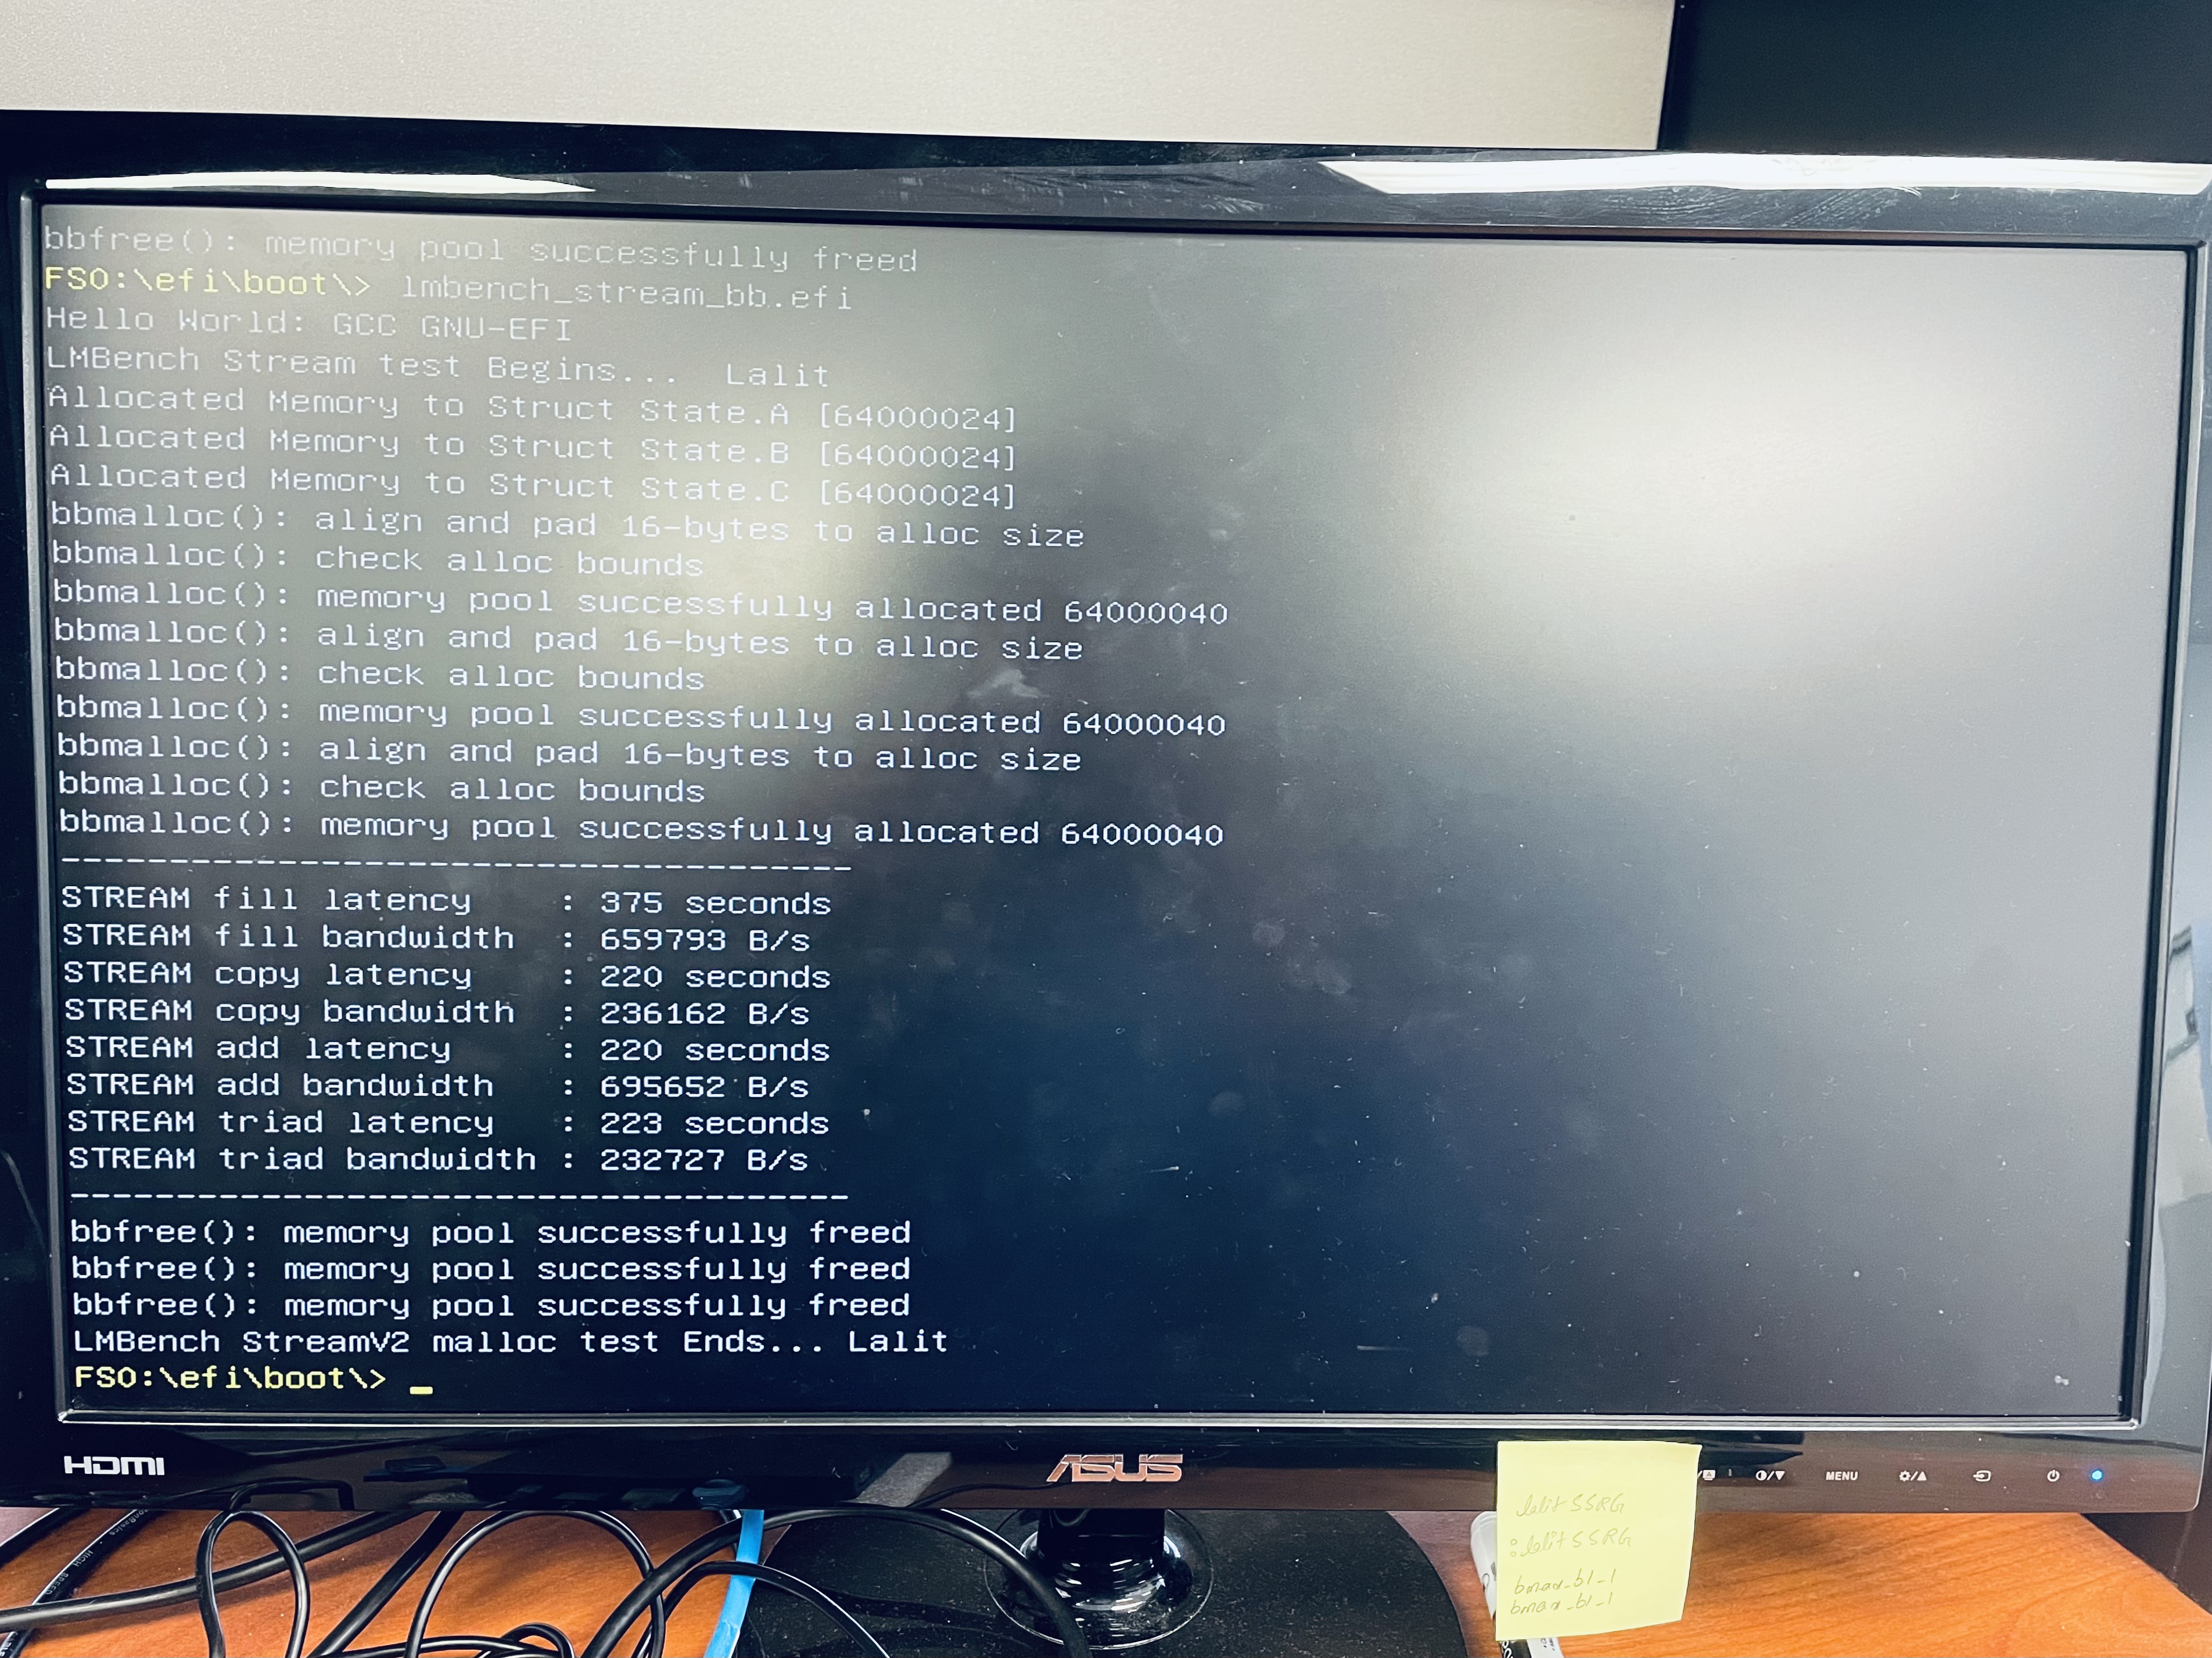 bbfree(): memory pool successfully freed
FS0:\efi\boot\> lmbench_stream_bb.efi
Hello World: GCC GNU-EFI
LMBench Stream test Begins... Lalit
Allocated Memory to Struct State.A [64000024]
Allocated Memory to Struct State.B [64000024]
Allocated Memory to Struct State.C [64000024]
bbmalloc(): align and pad 16-bytes to alloc size
bbmalloc(): check alloc bounds
bbmalloc(): memory pool successfully allocated 64000040
bbmalloc(): align and pad 16-bytes to alloc size
bbmalloc(): check alloc bounds
bbmalloc(): memory pool successfully allocated 64000040
bbmalloc(): align and pad 16-bytes to alloc size
bbmalloc(): check alloc bounds
bbmalloc(): memory pool successfully allocated 64000040
-------------------------------------
STREAM fill latency : 375 seconds
STREAM fill bandwidth : 659793 B/s
STREAM copy latency : 220 seconds
STREAM copy bandwidth : 236162 B/s
STREAM add latency : 220 seconds
STREAM add bandwidth : 695652 B/s
STREAM triad latency : 223 seconds
STREAM triad bandwidth : 232727 B/s
-------------------------------------
bbfree(): memory pool successfully freed
bbfree(): memory pool successfully freed
bbfree(): memory pool successfully freed
LMBench StreamV2 malloc test Ends... Lalit
FS0:\efi\boot\> _
HDMI
ASUS
MENU
lalitSSRG
:lalitSSRG